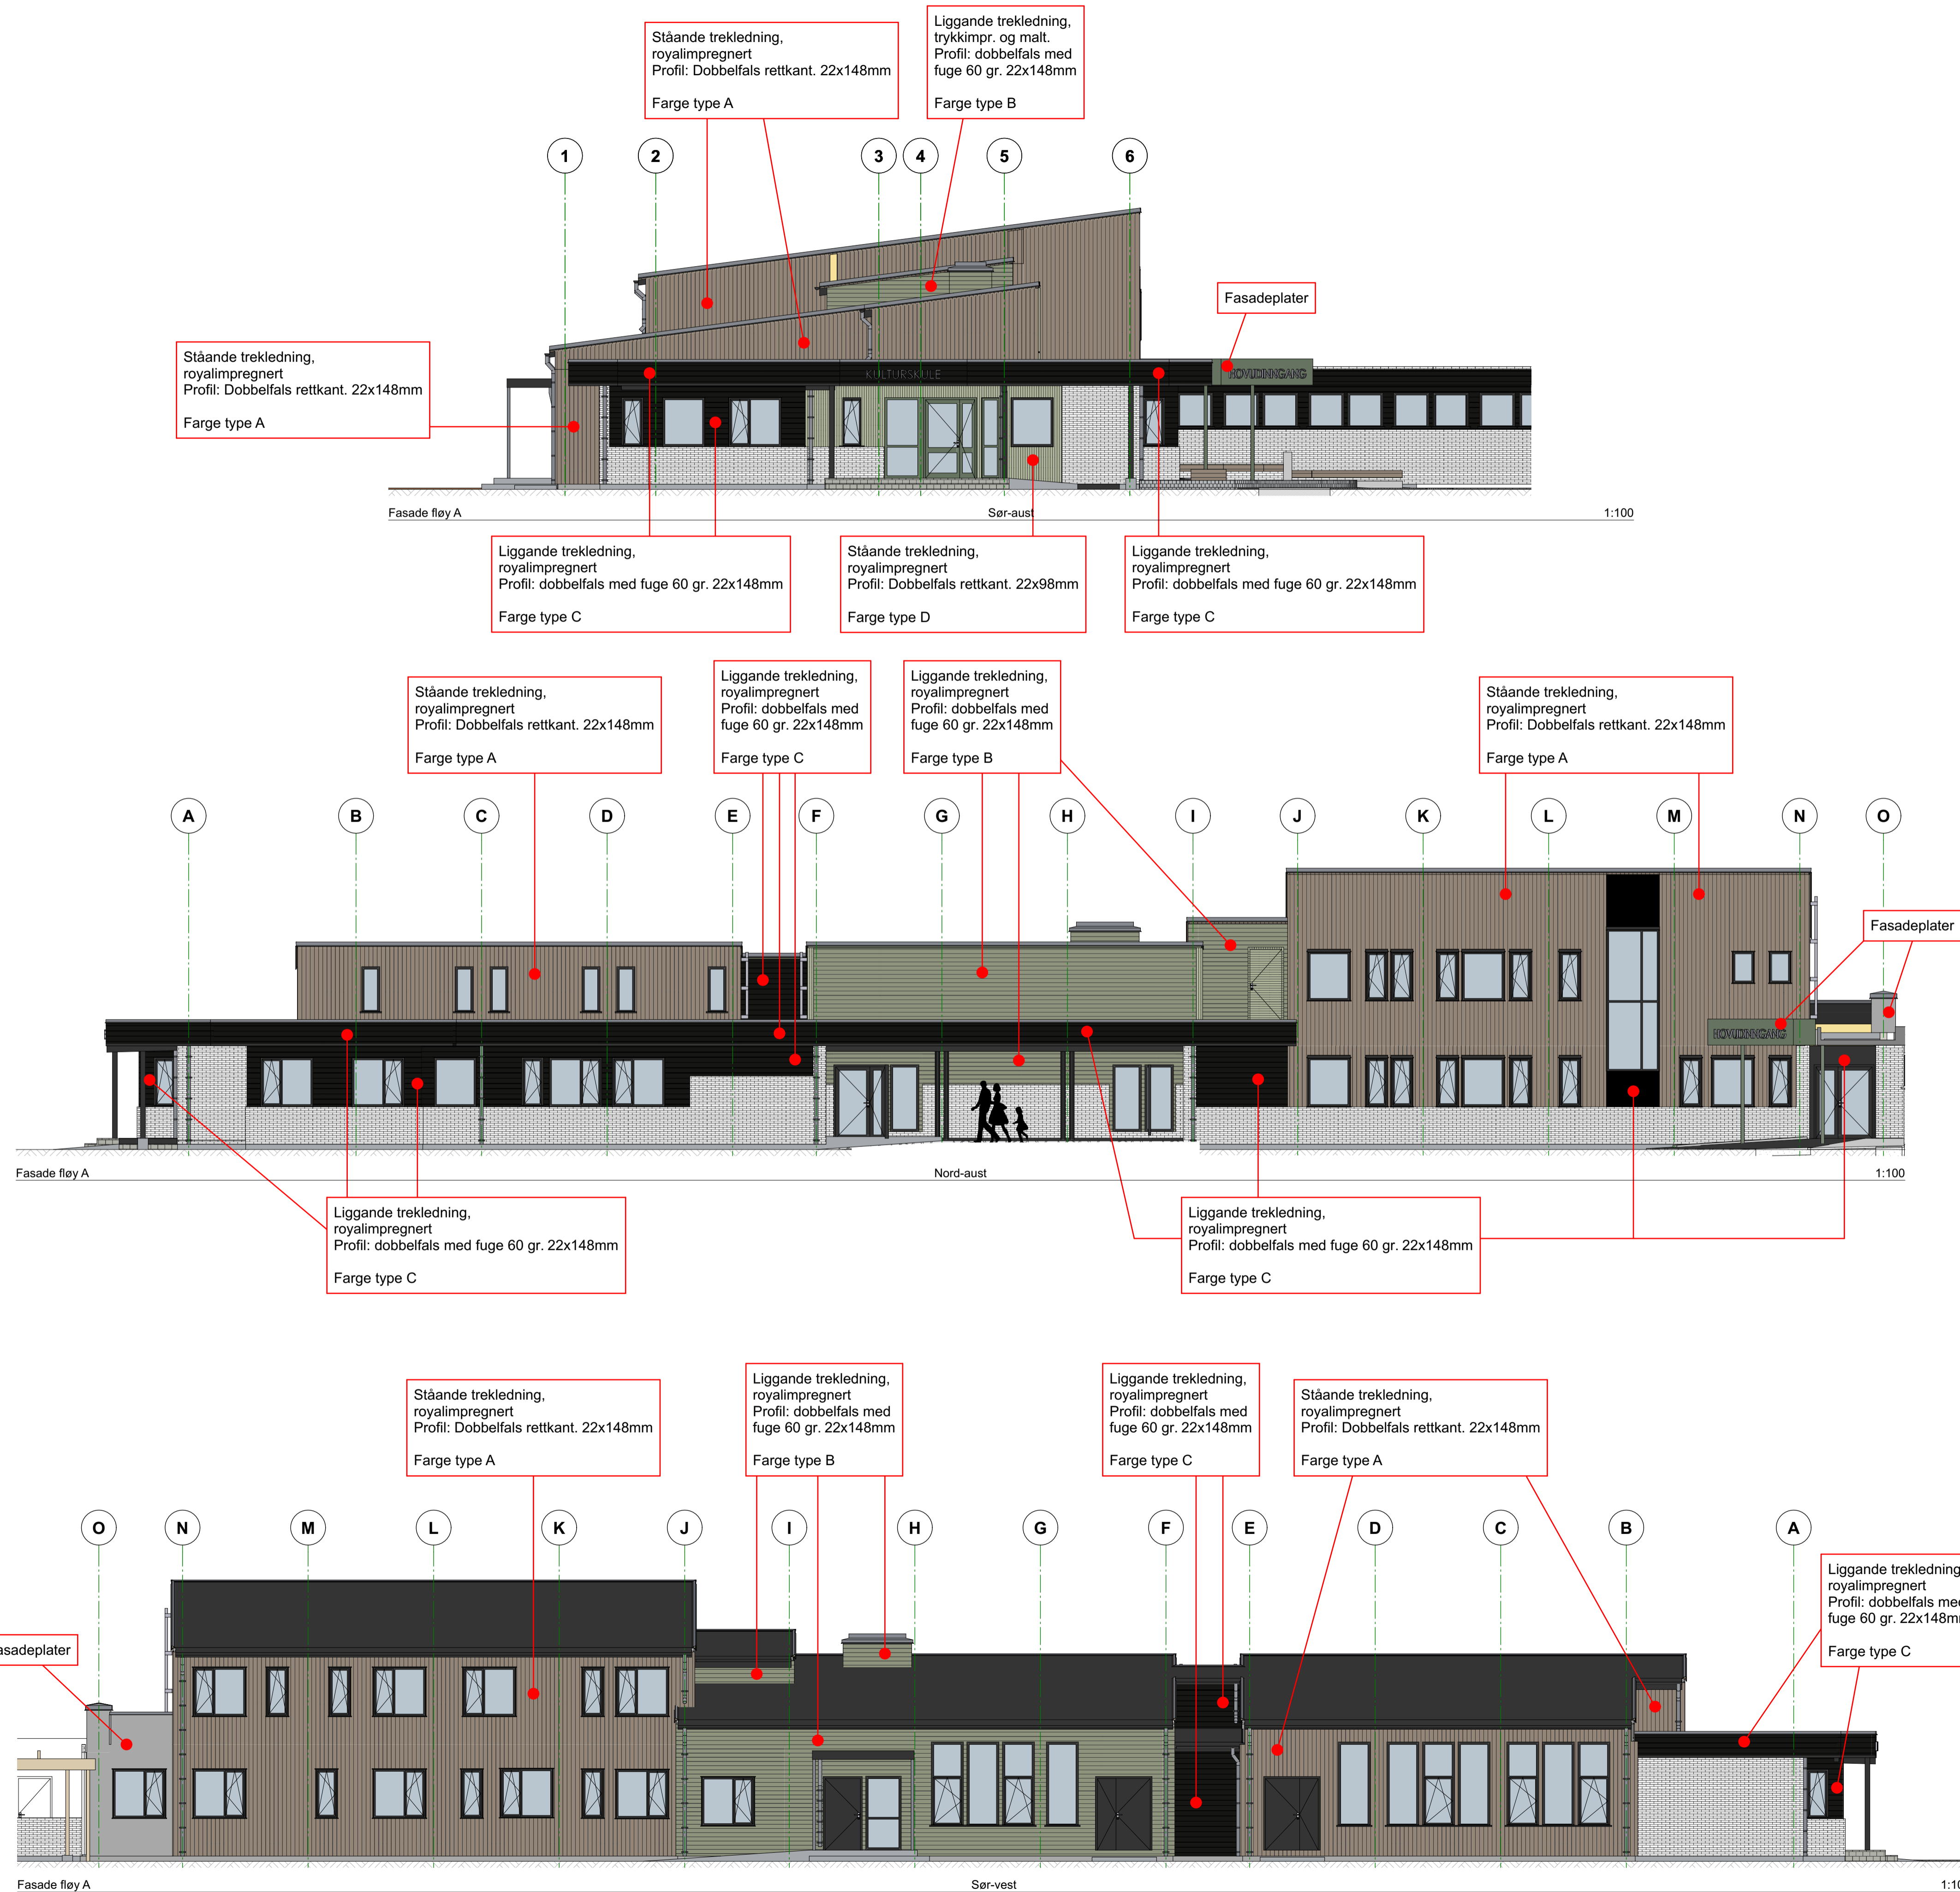 Ståande trekledning,
royalimpregnert
Profil: Dobbelfals rettkant. 22x148mm
Farge type A
Liggande trekledning,
trykkimpr. og malt.
Profil: dobbelfals med
fuge 60 gr. 22x148mm
Farge type B
1
2
3
4
5
6
Fasadeplater
Ståande trekledning,
royalimpregnert
Profil: Dobbelfals rettkant. 22x148mm
Farge type A
KULTURSKULE
HOVUDINNGANG
Fasade fløy A
Sør-aust
1:100
Liggande trekledning,
royalimpregnert
Profil: dobbelfals med fuge 60 gr. 22x148mm
Farge type C
Ståande trekledning,
royalimpregnert
Profil: Dobbelfals rettkant. 22x98mm
Farge type D
Liggande trekledning,
royalimpregnert
Profil: dobbelfals med fuge 60 gr. 22x148mm
Farge type C
Ståande trekledning,
royalimpregnert
Profil: Dobbelfals rettkant. 22x148mm
Farge type A
Liggande trekledning,
royalimpregnert
Profil: dobbelfals med
fuge 60 gr. 22x148mm
Farge type C
Liggande trekledning,
royalimpregnert
Profil: dobbelfals med
fuge 60 gr. 22x148mm
Farge type B
Ståande trekledning,
royalimpregnert
Profil: Dobbelfals rettkant. 22x148mm
Farge type A
A
B
C
D
E
F
G
H
I
J
K
L
M
N
O
Fasadeplater
HOVUDINNGANG
Fasade fløy A
Nord-aust
1:100
Liggande trekledning,
royalimpregnert
Profil: dobbelfals med fuge 60 gr. 22x148mm
Farge type C
Liggande trekledning,
royalimpregnert
Profil: dobbelfals med fuge 60 gr. 22x148mm
Farge type C
Ståande trekledning,
royalimpregnert
Profil: Dobbelfals rettkant. 22x148mm
Farge type A
Liggande trekledning,
royalimpregnert
Profil: dobbelfals med
fuge 60 gr. 22x148mm
Farge type B
Liggande trekledning,
royalimpregnert
Profil: dobbelfals med
fuge 60 gr. 22x148mm
Farge type C
Ståande trekledning,
royalimpregnert
Profil: Dobbelfals rettkant. 22x148mm
Farge type A
O
N
M
L
K
J
I
H
G
F
E
D
C
B
A
Liggande trekledning
royalimpregnert
Profil: dobbelfals
fuge 60 gr.
Farge type C
Fasade fløy A
Sør-vest